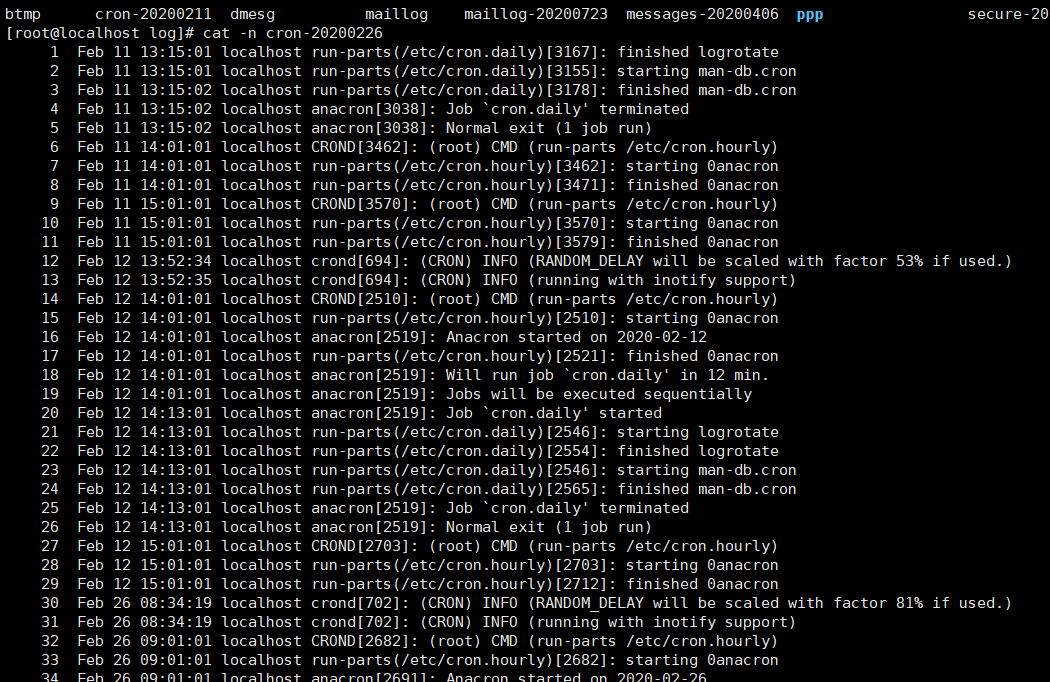 btmp      cron-20200211  dmesg          maillog    maillog-20200723  messages-20200406  ppp                secure-20
[root@localhost log]# cat -n cron-20200226
     1  Feb 11 13:15:01 localhost run-parts(/etc/cron.daily)[3167]: finished logrotate
     2  Feb 11 13:15:01 localhost run-parts(/etc/cron.daily)[3155]: starting man-db.cron
     3  Feb 11 13:15:02 localhost run-parts(/etc/cron.daily)[3178]: finished man-db.cron
     4  Feb 11 13:15:02 localhost anacron[3038]: Job `cron.daily' terminated
     5  Feb 11 13:15:02 localhost anacron[3038]: Normal exit (1 job run)
     6  Feb 11 14:01:01 localhost CROND[3462]: (root) CMD (run-parts /etc/cron.hourly)
     7  Feb 11 14:01:01 localhost run-parts(/etc/cron.hourly)[3462]: starting 0anacron
     8  Feb 11 14:01:01 localhost run-parts(/etc/cron.hourly)[3471]: finished 0anacron
     9  Feb 11 15:01:01 localhost CROND[3570]: (root) CMD (run-parts /etc/cron.hourly)
    10  Feb 11 15:01:01 localhost run-parts(/etc/cron.hourly)[3570]: starting 0anacron
    11  Feb 11 15:01:01 localhost run-parts(/etc/cron.hourly)[3579]: finished 0anacron
    12  Feb 12 13:52:34 localhost crond[694]: (CRON) INFO (RANDOM_DELAY will be scaled with factor 53% if used.)
    13  Feb 12 13:52:35 localhost crond[694]: (CRON) INFO (running with inotify support)
    14  Feb 12 14:01:01 localhost CROND[2510]: (root) CMD (run-parts /etc/cron.hourly)
    15  Feb 12 14:01:01 localhost run-parts(/etc/cron.hourly)[2510]: starting 0anacron
    16  Feb 12 14:01:01 localhost anacron[2519]: Anacron started on 2020-02-12
    17  Feb 12 14:01:01 localhost run-parts(/etc/cron.hourly)[2521]: finished 0anacron
    18  Feb 12 14:01:01 localhost anacron[2519]: Will run job `cron.daily' in 12 min.
    19  Feb 12 14:01:01 localhost anacron[2519]: Jobs will be executed sequentially
    20  Feb 12 14:13:01 localhost anacron[2519]: Job `cron.daily' started
    21  Feb 12 14:13:01 localhost run-parts(/etc/cron.daily)[2546]: starting logrotate
    22  Feb 12 14:13:01 localhost run-parts(/etc/cron.daily)[2554]: finished logrotate
    23  Feb 12 14:13:01 localhost run-parts(/etc/cron.daily)[2546]: starting man-db.cron
    24  Feb 12 14:13:01 localhost run-parts(/etc/cron.daily)[2565]: finished man-db.cron
    25  Feb 12 14:13:01 localhost anacron[2519]: Job `cron.daily' terminated
    26  Feb 12 14:13:01 localhost anacron[2519]: Normal exit (1 job run)
    27  Feb 12 15:01:01 localhost CROND[2703]: (root) CMD (run-parts /etc/cron.hourly)
    28  Feb 12 15:01:01 localhost run-parts(/etc/cron.hourly)[2703]: starting 0anacron
    29  Feb 12 15:01:01 localhost run-parts(/etc/cron.hourly)[2712]: finished 0anacron
    30  Feb 26 08:34:19 localhost crond[702]: (CRON) INFO (RANDOM_DELAY will be scaled with factor 81% if used.)
    31  Feb 26 08:34:19 localhost crond[702]: (CRON) INFO (running with inotify support)
    32  Feb 26 09:01:01 localhost CROND[2682]: (root) CMD (run-parts /etc/cron.hourly)
    33  Feb 26 09:01:01 localhost run-parts(/etc/cron.hourly)[2682]: starting 0anacron
    34  Feb 26 09:01:01 localhost anacron[2691]: Anacron started on 2020-02-26